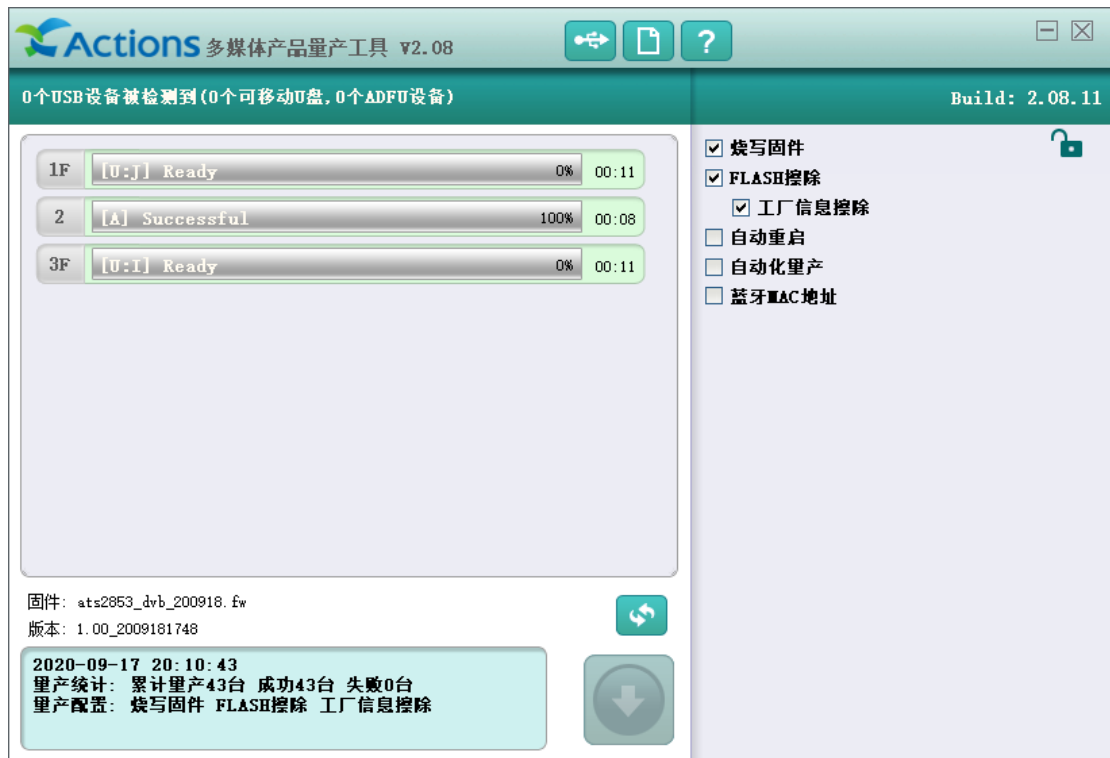 Actions 多媒体产品量产工具 V2.08
?
0个USB设备被检测到(0个可移动U盘,0个ADFU设备)
Build: 2.08.11
1F [U:J] Ready 0% 00:11
2 [A] Successful 100% 00:08
3F [U:I] Ready 0% 00:11
烧写固件
FLASH擦除
工厂信息擦除
自动重启
自动化量产
蓝牙MAC地址
固件: ats2853_dvb_200918.fw
版本: 1.00_2009181748
2020-09-17 20:10:43
量产统计: 累计量产43台 成功43台 失败0台
量产配置: 烧写固件 FLASH擦除 工厂信息擦除